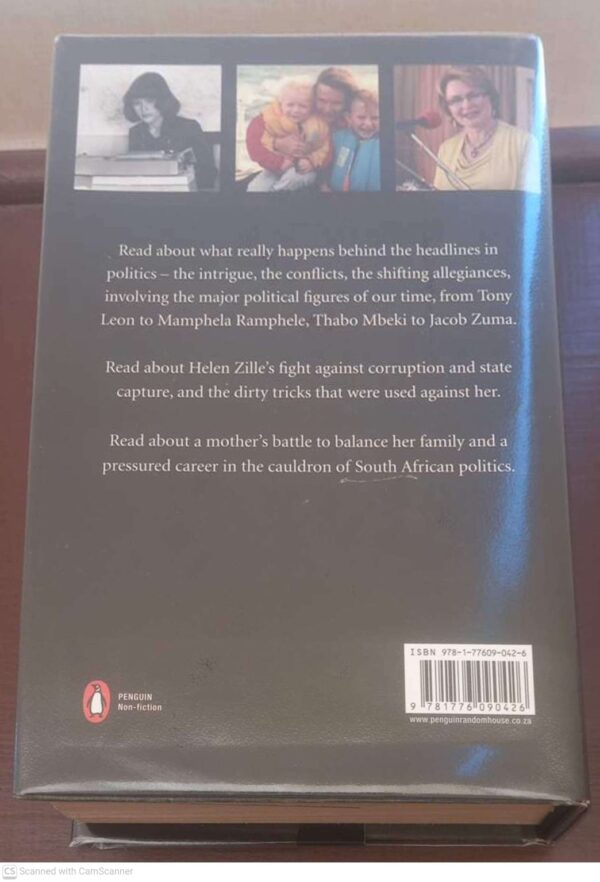 Read about what really happens behind the headlines in
politics – the intrigue, the conflicts, the shifting allegiances,
involving the major political figures of our time, from Tony
Leon to Mamphela Ramphele, Thabo Mbeki to Jacob Zuma.
Read about Helen Zille’s fight against corruption and state
capture, and the dirty tricks that were used against her.
Read about a mother’s battle to balance her family and a
pressured career in the cauldron of South African politics.
ISBN 978-1-77609-042-6
9 781776 090426
www.penguinrandomhouse.co.za
PENGUIN
Non-fiction
CS Scanned with CamScanner